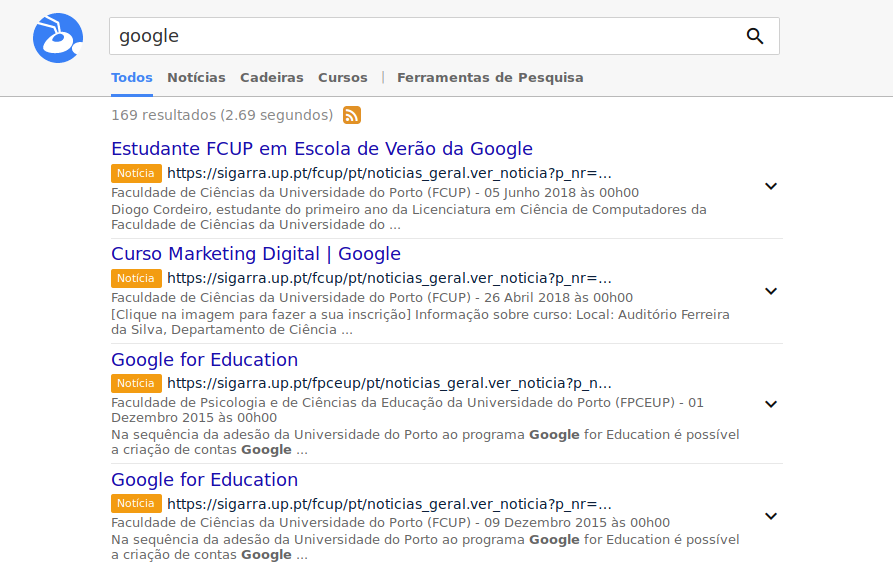 google
Todos Notícias Cadeiras Cursos | Ferramentas de Pesquisa
169 resultados (2.69 segundos)
Estudante FCUP em Escola de Verão da Google
Notícia https://sigarra.up.pt/fcup/pt/noticias_geral.ver_noticia?p_nr=...
Faculdade de Ciências da Universidade do Porto (FCUP) - 05 Junho 2018 às 00h00
Diogo Cordeiro, estudante do primeiro ano da Licenciatura em Ciência de Computadores da
Faculdade de Ciências da Universidade do ...
Curso Marketing Digital | Google
Notícia https://sigarra.up.pt/fcup/pt/noticias_geral.ver_noticia?p_nr=...
Faculdade de Ciências da Universidade do Porto (FCUP) - 26 Abril 2018 às 00h00
[Clique na imagem para fazer a sua inscrição] Informação sobre curso: Local: Auditório Ferreira
da Silva, Departamento de Ciência ...
Google for Education
Notícia https://sigarra.up.pt/fpceup/pt/noticias_geral.ver_noticia?p_n...
Faculdade de Psicologia e de Ciências da Educação da Universidade do Porto (FPCEUP) - 01
Dezembro 2015 às 00h00
Na sequência da adesão da Universidade do Porto ao programa Google for Education é possível
a criação de contas Google ...
Google for Education
Notícia https://sigarra.up.pt/fcup/pt/noticias_geral.ver_noticia?p_nr=...
Faculdade de Ciências da Universidade do Porto (FCUP) - 09 Dezembro 2015 às 00h00
Na sequência da adesão da Universidade do Porto ao programa Google for Education é possível
a criação de contas Google ...